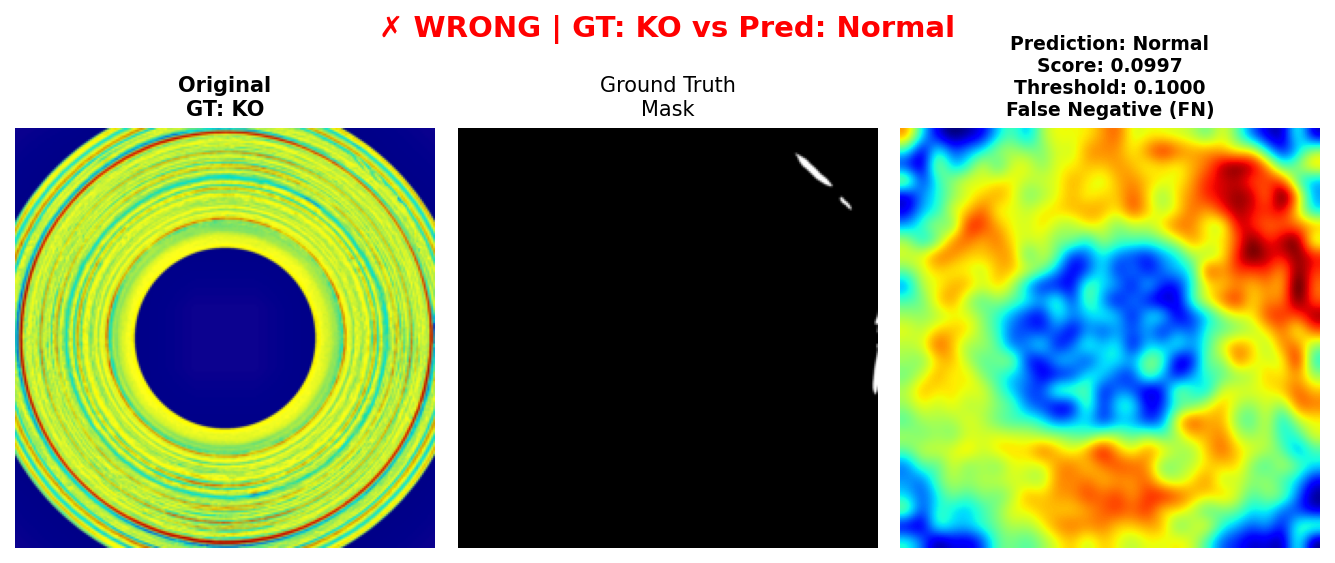 ✗ WRONG | GT: KO vs Pred: Normal
Original
GT: KO
Ground Truth
Mask
Prediction: Normal
Score: 0.0997
Threshold: 0.1000
False Negative (FN)